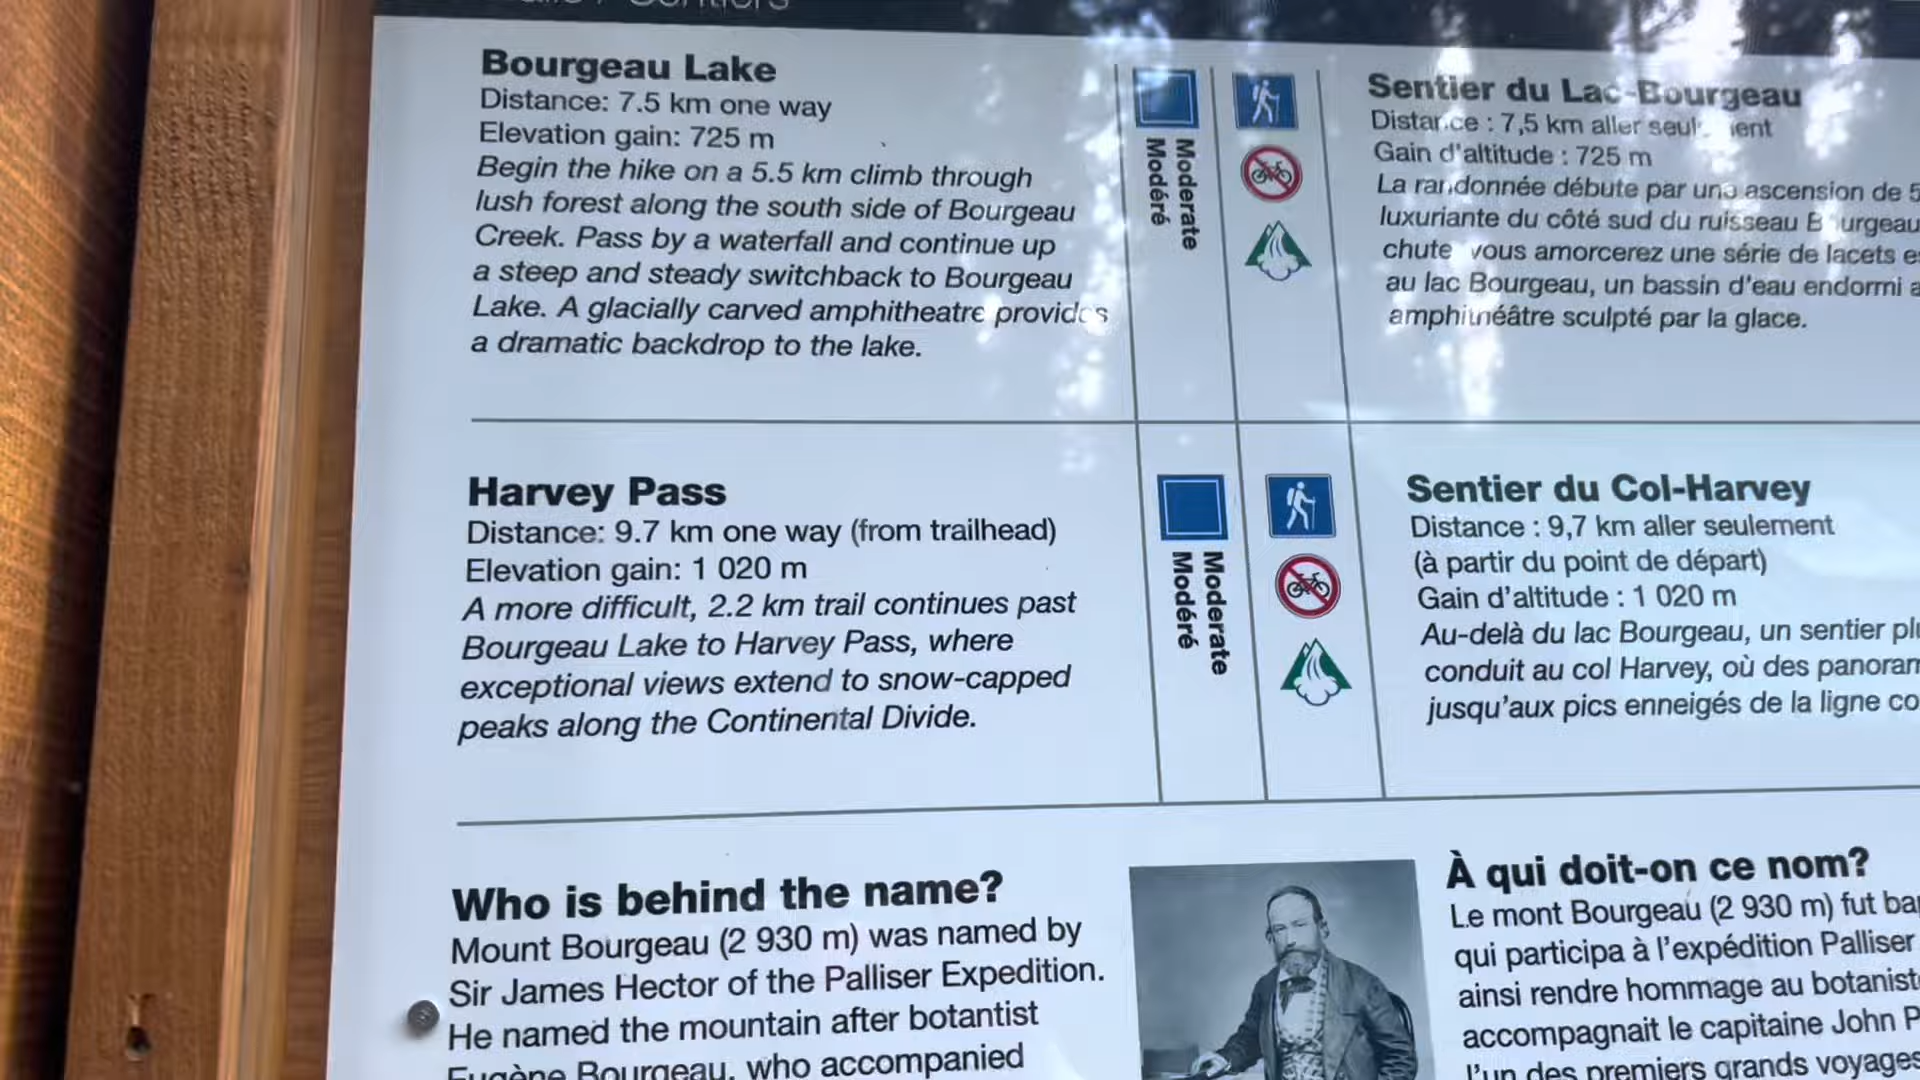 Sentiers
Bourgeau Lake
Distance: 7.5 km one way
Elevation gain: 725 m
Begin the hike on a 5.5 km climb through
lush forest along the south side of Bourgeau
Creek. Pass by a waterfall and continue up
a steep and steady switchback to Bourgeau
Lake. A glacially carved amphitheatre provides
a dramatic backdrop to the lake.
Moderate
Modéré
Sentier du Lac-Bourgeau
Distance : 7,5 km aller seulement
Gain d'altitude : 725 m
La randonnée débute par une ascension de 5
luxuriante du côté sud du ruisseau Bourgeau
chute vous amorcerez une série de lacets
au lac Bourgeau, un bassin d'eau endormi
amphithéâtre sculpté par la glace.
Harvey Pass
Distance: 9.7 km one way (from trailhead)
Elevation gain: 1 020 m
A more difficult, 2.2 km trail continues past
Bourgeau Lake to Harvey Pass, where
exceptional views extend to snow-capped
peaks along the Continental Divide.
Moderate
Modéré
Sentier du Col-Harvey
Distance : 9,7 km aller seulement
(à partir du point de départ)
Gain d'altitude : 1 020 m
Au-delà du lac Bourgeau, un sentier
conduit au col Harvey, où des
jusqu'aux pics enneigés de la ligne
Who is behind the name?
Mount Bourgeau (2 930 m) was named by
Sir James Hector of the Palliser Expedition.
He named the mountain after botanist
Eugène Bourgeau, who accompanied
À qui doit-on ce nom?
Le mont Bourgeau (2 930 m) fut
qui participa à l'expédition Palliser
ainsi rendre hommage au
accompagnait le capitaine John P
l'un des premiers grands voyages